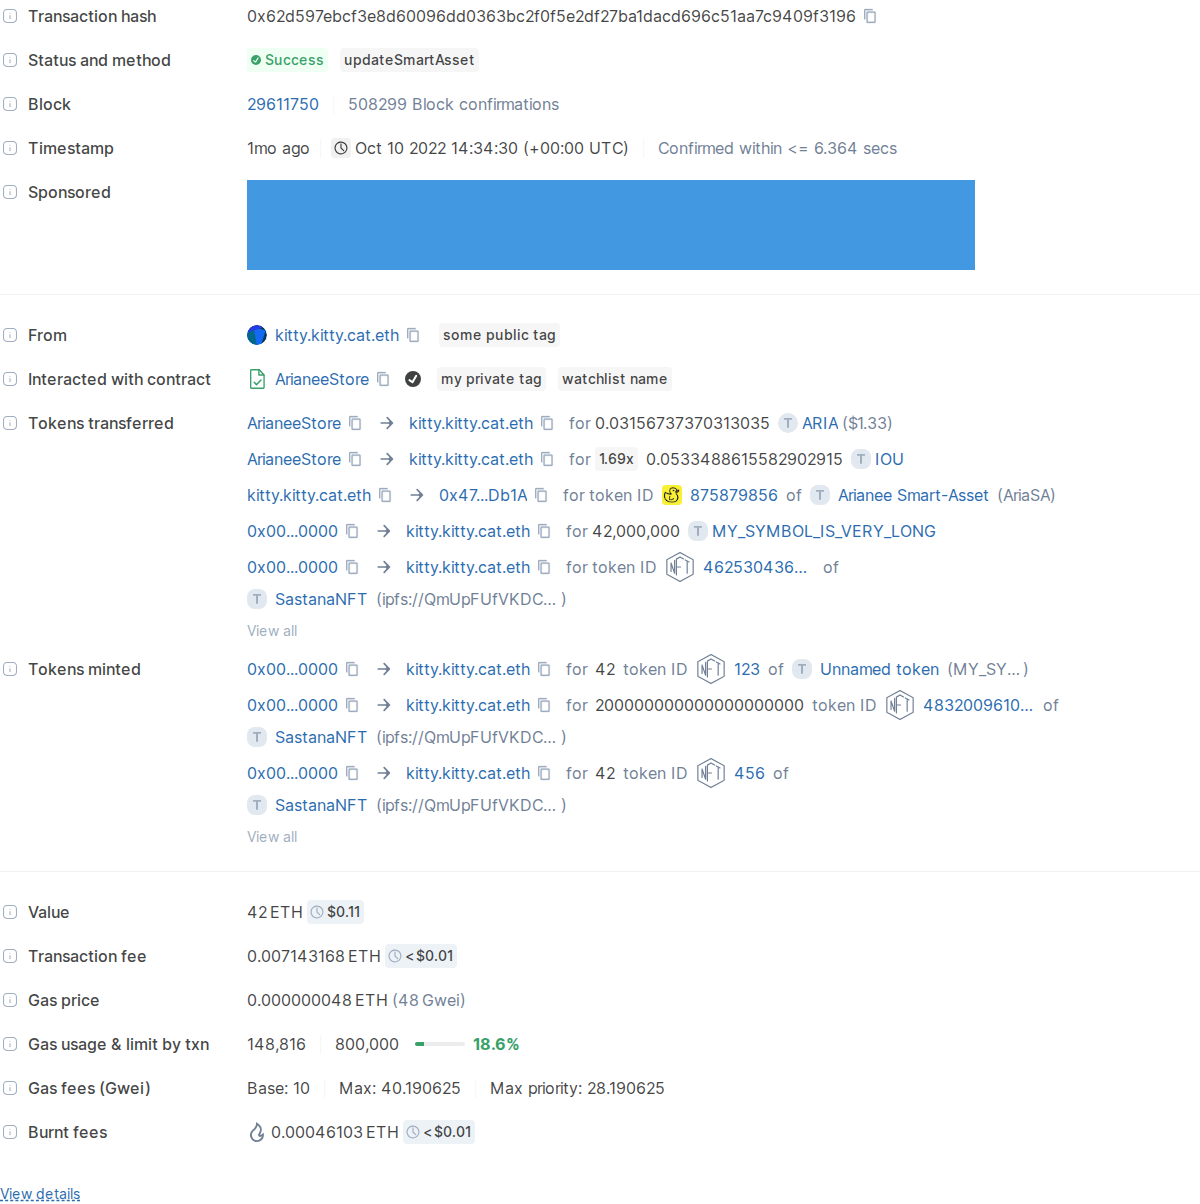 Transaction hash 0x62d597ebcf3e8d60096dd0363bc2f0f5e2df27ba1dacd696c51aa7c9409f3196
Status and method Success updateSmartAsset
Block 29611750 508299 Block confirmations
Timestamp 1mo ago Oct 10 2022 14:34:30 (+00:00 UTC) Confirmed within <= 6.364 secs
Sponsored
From kitty.kitty.cat.eth some public tag
Interacted with contract ArianeeStore my private tag watchlist name
Tokens transferred ArianeeStore → kitty.kitty.cat.eth for 0.03156737370313035 T ARIA ($1.33)
ArianeeStore → kitty.kitty.cat.eth for 1.69x 0.0533488615582902915 T IOU
kitty.kitty.cat.eth → 0x47...Db1A for token ID 875879856 of T Arianee Smart-Asset (AriaSA)
0x00...0000 → kitty.kitty.cat.eth for 42,000,000 T MY_SYMBOL_IS_VERY_LONG
0x00...0000 → kitty.kitty.cat.eth for token ID NFT 462530436... of
T SastanaNFT (ipfs://QmUpFUfVKDC... )
View all
Tokens minted 0x00...0000 → kitty.kitty.cat.eth for 42 token ID NFT 123 of T Unnamed token (MY_SY... )
0x00...0000 → kitty.kitty.cat.eth for 200000000000000000000 token ID NFT 4832009610... of
T SastanaNFT (ipfs://QmUpFUfVKDC... )
0x00...0000 → kitty.kitty.cat.eth for 42 token ID NFT 456 of
T SastanaNFT (ipfs://QmUpFUfVKDC... )
View all
Value 42 ETH $0.11
Transaction fee 0.007143168 ETH <$0.01
Gas price 0.000000048 ETH (48 Gwei)
Gas usage & limit by txn 148,816 800,000 18.6%
Gas fees (Gwei) Base: 10 Max: 40.190625 Max priority: 28.190625
Burnt fees 0.00046103 ETH <$0.01
View details